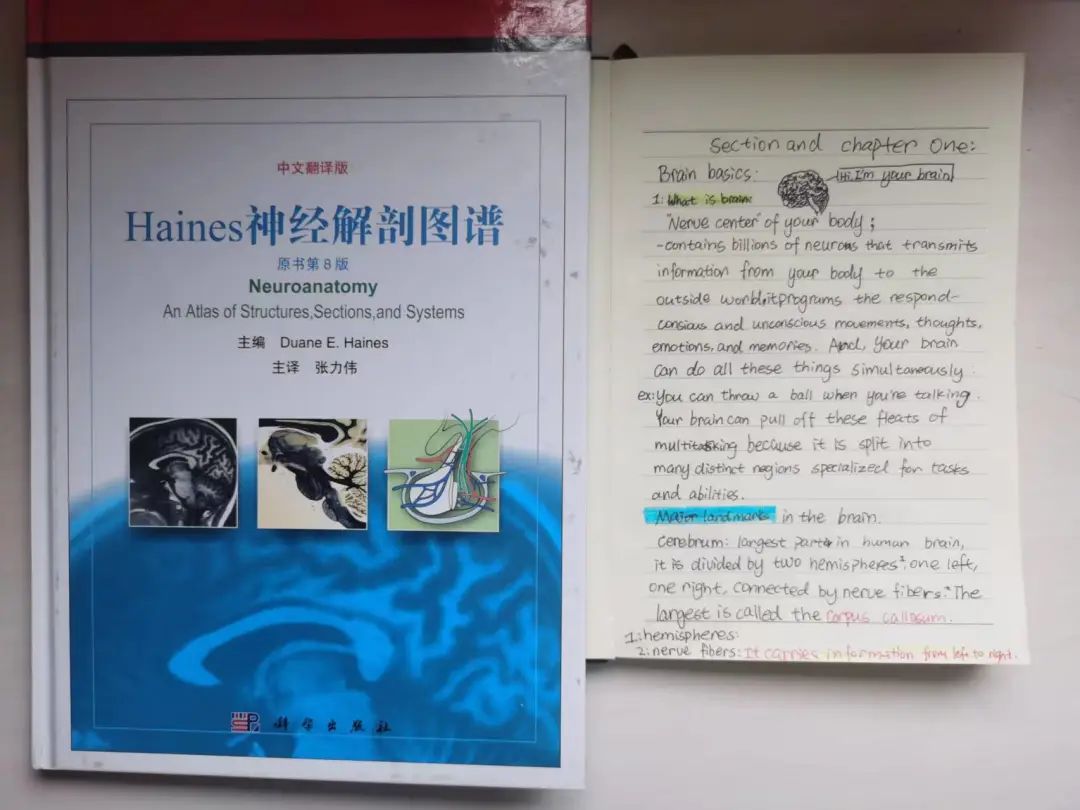 中文翻译版
Haines神经解剖图谱
原书第8版
Neuroanatomy
An Atlas of Structures,Sections,and Systems
主编 Duane E. Haines
主译 张力伟
科学出版社
Section and chapter One:
Brain basics:
Hi. I'm your brain
1: What is brain:
"Nerve center" of your body;
-contains billions of neurons that transmits
information from your body to the
outside world. it programs the respond-
consious and unconscious movements, thoughts,
emotions, and memories. And, your brain
can do all these things simultaneously.
ex: You can throw a ball when you're talking.
Your brain can pull off these fleats of
multitasking because it is split into
many distinct regions specialized for tasks
and abilities.
Major landmarks in the brain.
Cerebrum: largest part in human brain,
it is divided by two hemispheres¹: one left,
one right, connected by nerve fibers.² The
largest is called the corpus callosum.
1: hemispheres:
2: nerve fibers: It carries information from left to right.